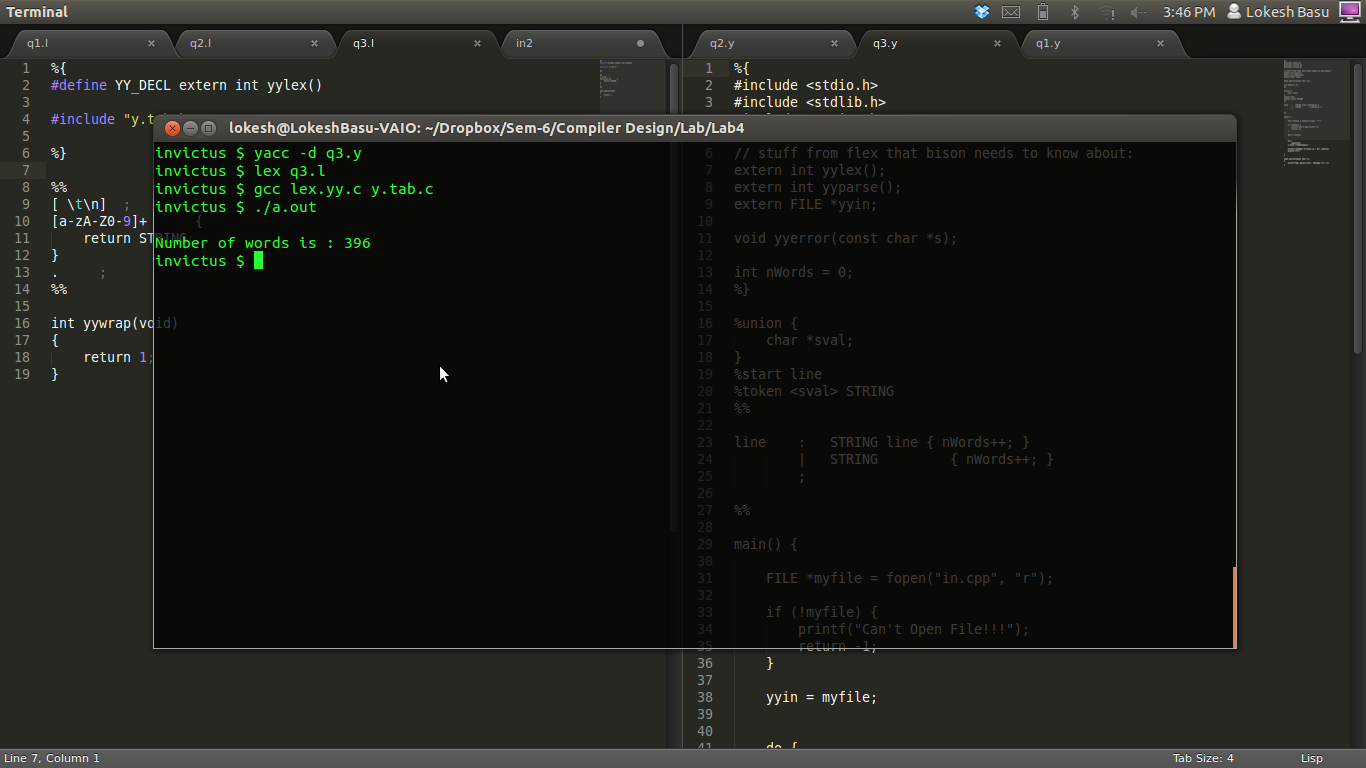 Terminal
3:46 PM Lokesh Basu
q1.l × q2.l × q3.l × in2
q2.y × q3.y × q1.y ×
1 %{
2 #define YY_DECL extern int yylex()
3
4 #include "y.t
5
6 %}
7
8 %%
9 [ \t\n] ;
10 [a-zA-Z0-9]+ {
11 return STRING
12 }
13 . ;
14 %%
15
16 int yywrap(void)
17 {
18 return 1;
19 }
lokesh@LokeshBasu-VAIO: ~/Dropbox/Sem-6/Compiler Design/Lab/Lab4
invictus $ yacc -d q3.y
invictus $ lex q3.l
invictus $ gcc lex.yy.c y.tab.c
invictus $ ./a.out
Number of words is : 396
invictus $
1 %{
2 #include <stdio.h>
3 #include <stdlib.h>
6 // stuff from flex that bison needs to know about:
7 extern int yylex();
8 extern int yyparse();
9 extern FILE *yyin;
10
11 void yyerror(const char *s);
12
13 int nWords = 0;
14 %}
15
16 %union {
17 char *sval;
18 }
19 %start line
20 %token <sval> STRING
21 %%
22
23 line : STRING line { nWords++; }
24 | STRING { nWords++; }
25 ;
26
27 %%
28
29 main() {
30
31 FILE *myfile = fopen("in.cpp", "r");
32
33 if (!myfile) {
34 printf("Can't Open File!!!");
35 return -1;
36 }
37
38 yyin = myfile;
39
40
41 do {
Line 7, Column 1
Tab Size: 4 Lisp